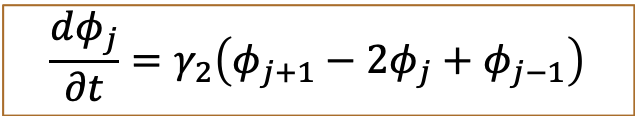 dϕ_j/∂t = γ_2(ϕ_{j+1} − 2ϕ_j + ϕ_{j−1})